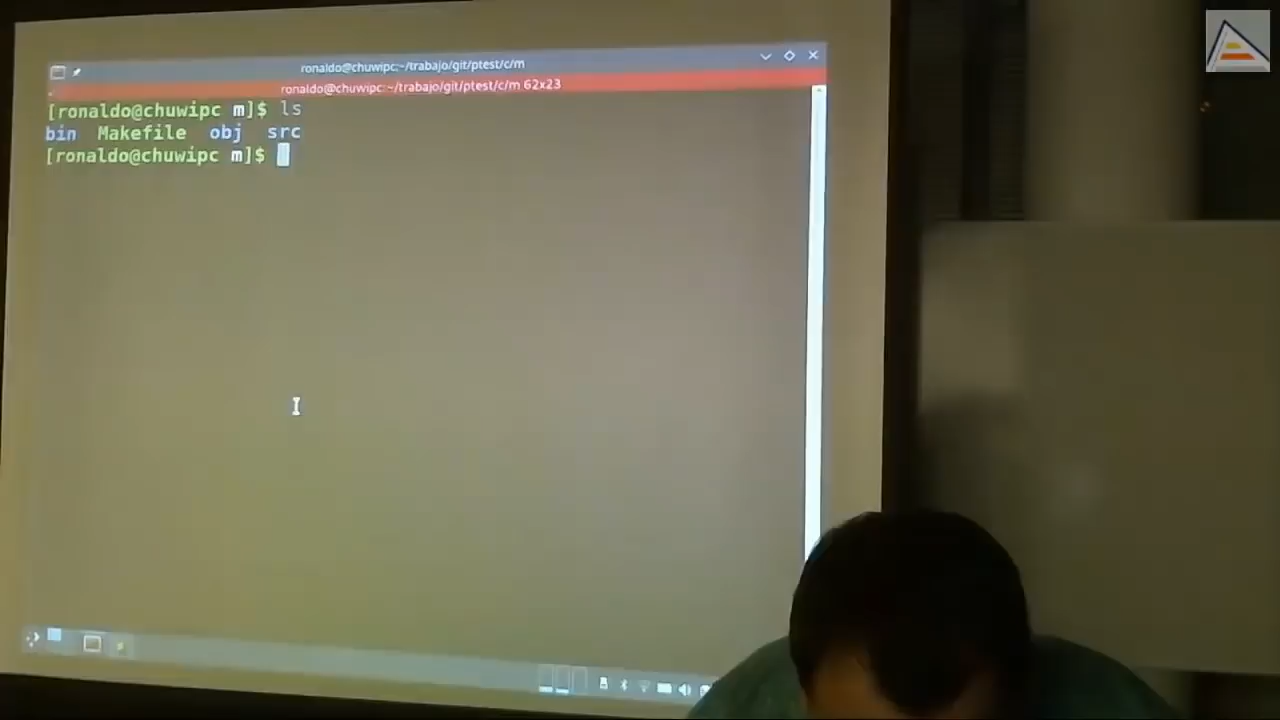 ronaldo@chuwipc:~/trabajo/git/ptest/c/m
ronaldo@chuwipc:~/trabajo/git/ptest/c/m 62x23
[ronaldo@chuwipc m]$ ls
bin Makefile obj src
[ronaldo@chuwipc m]$